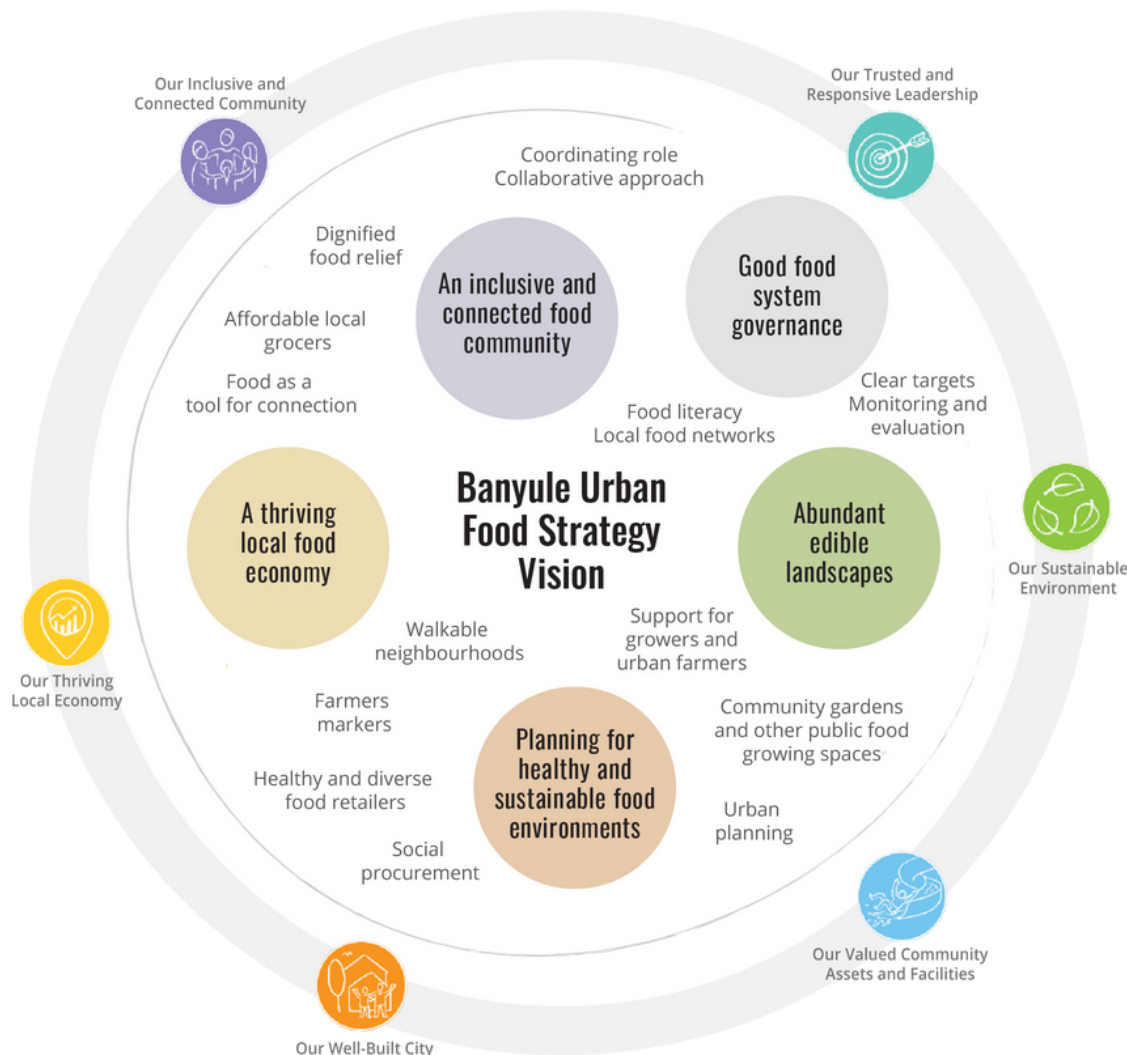 Our Inclusive and
Connected Community
Our Trusted and
Responsive Leadership
Coordinating role
Collaborative approach
Dignified
food relief
An inclusive and
connected food
community
Good food
system
governance
Affordable local
grocers
Food as a
tool for connection
Clear targets
Monitoring and
evaluation
Food literacy
Local food networks
Banyule Urban
Food Strategy
Vision
A thriving
local food
economy
Abundant
edible
landscapes
Our Sustainable
Environment
Walkable
neighbourhoods
Support for
growers and
urban farmers
Our Thriving
Local Economy
Farmers
markers
Community gardens
and other public food
growing spaces
Planning for
healthy and
sustainable food
environments
Healthy and diverse
food retailers
Urban
planning
Social
procurement
Our Valued Community
Assets and Facilities
Our Well-Built City